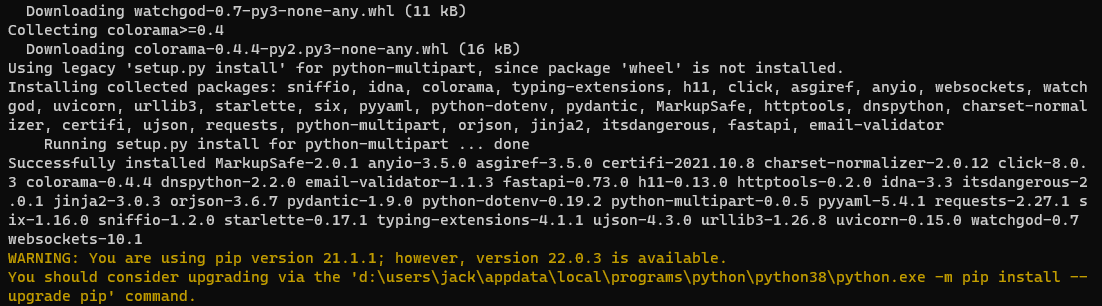 Downloading watchgod-0.7-py3-none-any.whl (11 kB)
Collecting colorama>=0.4
Downloading colorama-0.4.4-py2.py3-none-any.whl (16 kB)
Using legacy 'setup.py install' for python-multipart, since package 'wheel' is not installed.
Installing collected packages: sniffio, idna, colorama, typing-extensions, h11, click, asgiref, anyio, websockets, watch
god, uvicorn, urllib3, starlette, six, pyyaml, python-dotenv, pydantic, MarkupSafe, httptools, dnspython, charset-normal
izer, certifi, ujson, requests, python-multipart, orjson, jinja2, itsdangerous, fastapi, email-validator
Running setup.py install for python-multipart ... done
Successfully installed MarkupSafe-2.0.1 anyio-3.5.0 asgiref-3.5.0 certifi-2021.10.8 charset-normalizer-2.0.12 click-8.0.
3 colorama-0.4.4 dnspython-2.2.0 email-validator-1.1.3 fastapi-0.73.0 h11-0.13.0 httptools-0.2.0 idna-3.3 itsdangerous-2
.0.1 jinja2-3.0.3 orjson-3.6.7 pydantic-1.9.0 python-dotenv-0.19.2 python-multipart-0.0.5 pyyaml-5.4.1 requests-2.27.1 s
ix-1.16.0 sniffio-1.2.0 starlette-0.17.1 typing-extensions-4.1.1 ujson-4.3.0 urllib3-1.26.8 uvicorn-0.15.0 watchgod-0.7
websockets-10.1
WARNING: You are using pip version 21.1.1; however, version 22.0.3 is available.
You should consider upgrading via the 'd:\users\jack\appdata\local\programs\python\python38\python.exe -m pip install --
upgrade pip' command.